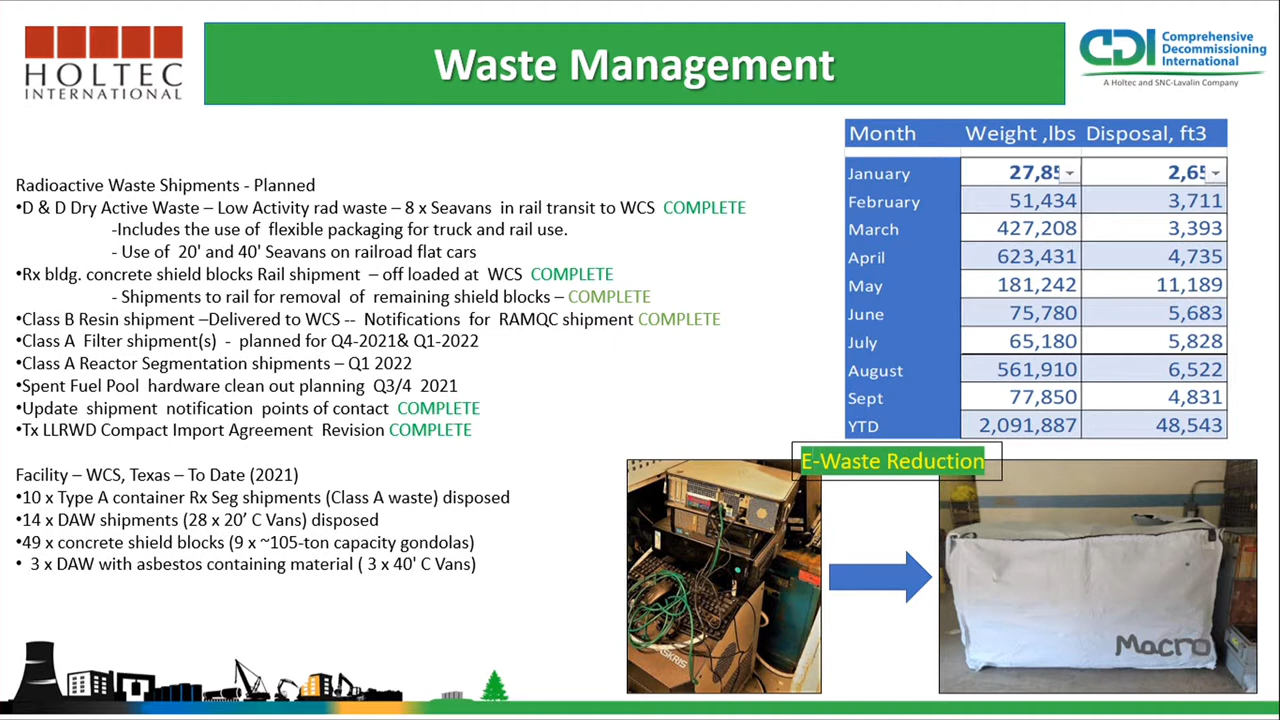 HOLTEC
INTERNATIONAL
Waste Management
CDI Comprehensive
Decommissioning
International
A Holtec and SNC-Lavalin Company
Radioactive Waste Shipments - Planned
•D & D Dry Active Waste – Low Activity rad waste – 8 x Seavans in rail transit to WCS COMPLETE
-Includes the use of flexible packaging for truck and rail use.
- Use of 20' and 40' Seavans on railroad flat cars
•Rx bldg. concrete shield blocks Rail shipment – off loaded at WCS COMPLETE
- Shipments to rail for removal of remaining shield blocks – COMPLETE
•Class B Resin shipment –Delivered to WCS -- Notifications for RAMQC shipment COMPLETE
•Class A Filter shipment(s) - planned for Q4-2021& Q1-2022
•Class A Reactor Segmentation shipments – Q1 2022
•Spent Fuel Pool hardware clean out planning Q3/4 2021
•Update shipment notification points of contact COMPLETE
•Tx LLRWD Compact Import Agreement Revision COMPLETE
Facility – WCS, Texas – To Date (2021)
•10 x Type A container Rx Seg shipments (Class A waste) disposed
•14 x DAW shipments (28 x 20’ C Vans) disposed
•49 x concrete shield blocks (9 x ~105-ton capacity gondolas)
• 3 x DAW with asbestos containing material ( 3 x 40' C Vans)
Month Weight ,lbs Disposal, ft3
January 27,85 2,65
February 51,434 3,711
March 427,208 3,393
April 623,431 4,735
May 181,242 11,189
June 75,780 5,683
July 65,180 5,828
August 561,910 6,522
Sept 77,850 4,831
YTD 2,091,887 48,543
E-Waste Reduction
Macro